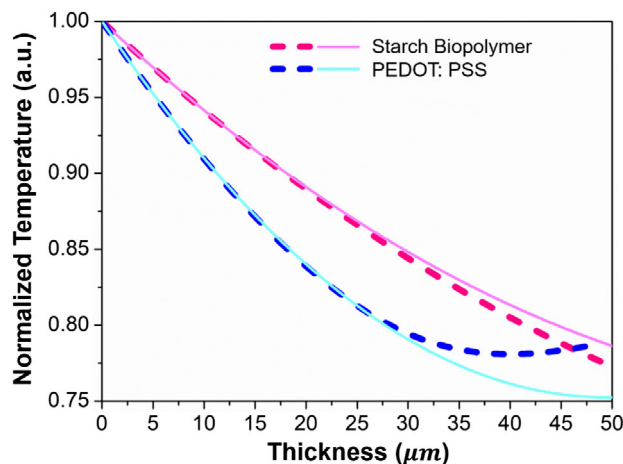 1.00
0.95
0.90
0.85
0.80
0.75
Normalized Temperature (a.u.)
Starch Biopolymer
PEDOT: PSS
0 5 10 15 20 25 30 35 40 45 50
Thickness (μm)